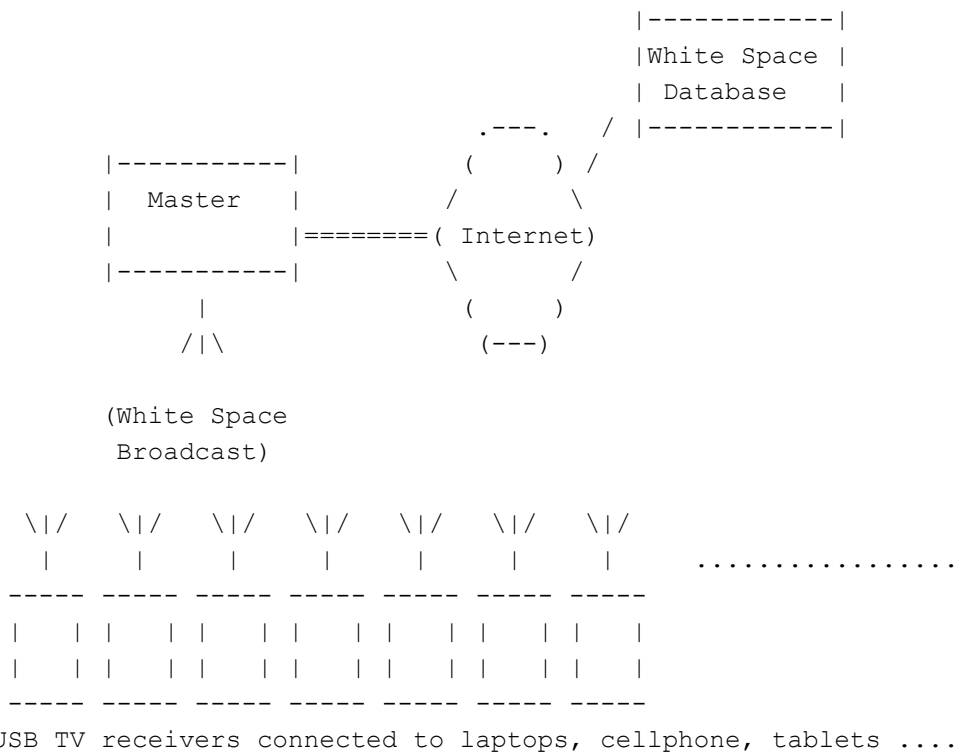 |------------|
|White Space |
| Database   |
.---.   / |------------|
|-----------|           (     ) /
|  Master   |          /       \
|           |========( Internet)
|-----------|          \       /
|                (     )
/|\                (---)
(White Space
Broadcast)
\|/   \|/   \|/   \|/   \|/   \|/   \|/
|     |     |     |     |     |     |     .................
----- ----- ----- ----- ----- ----- -----
|   | |   | |   | |   | |   | |   | |   |
|   | |   | |   | |   | |   | |   | |   |
----- ----- ----- ----- ----- ----- -----
USB TV receivers connected to laptops, cellphone, tablets ....